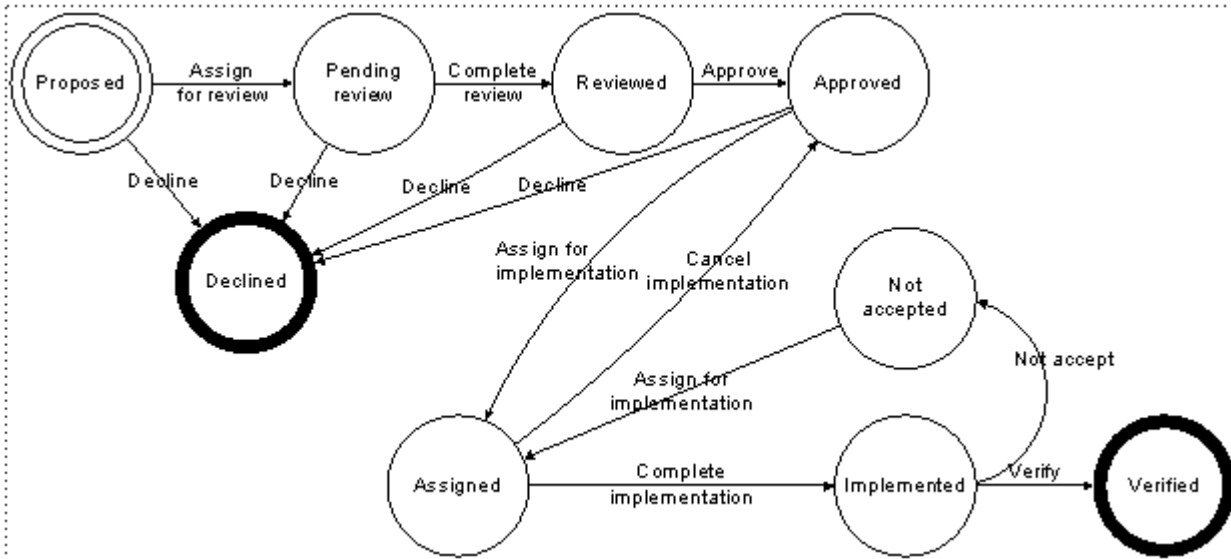 Proposed
Assign
for review
Pending
review
Complete
review
Reviewed
Approve
Approved
Decline
Decline
Decline
Decline
Declined
Assign for
implementation
Cancel
implementation
Not
accepted
Not accept
Assign for
implementation
Assigned
Complete
implementation
Implemented
Verify
Verified